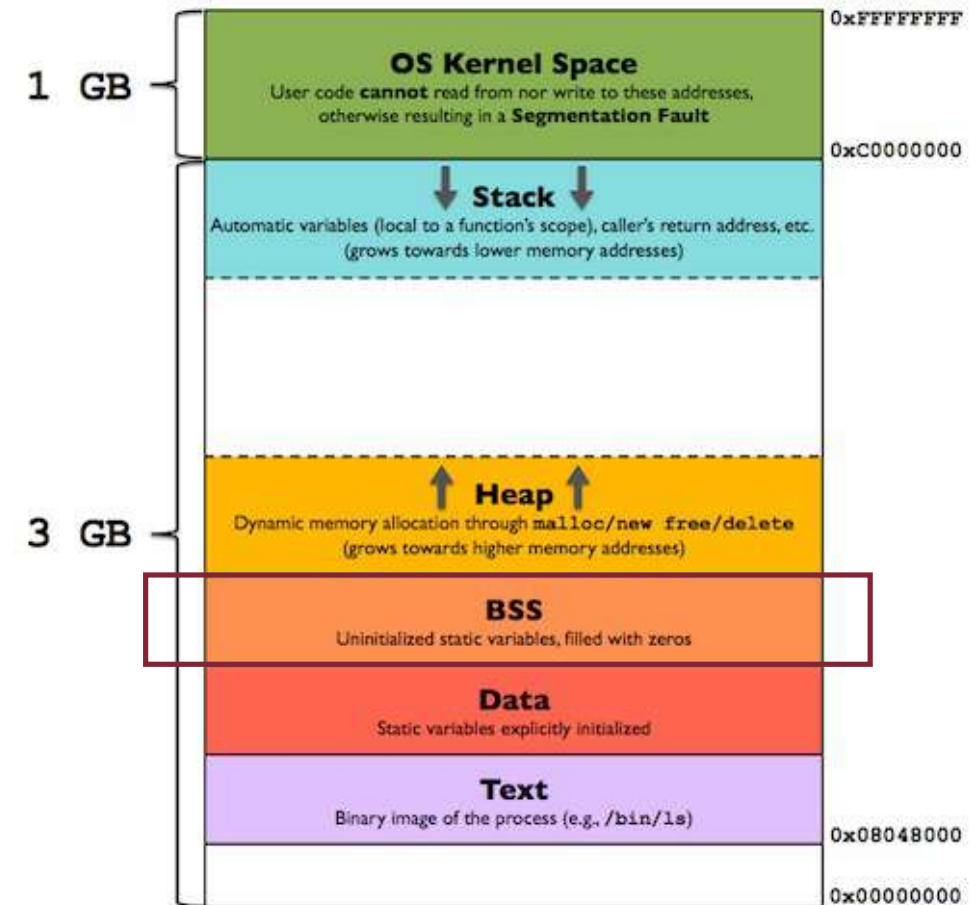 0xFFFFFFFF
OS Kernel Space
1 GB
User code cannot read from nor write to these addresses,
otherwise resulting in a Segmentation Fault
0xC0000000
Stack
Automatic variables (local to a function's scope), caller's return address, etc.
(grows towards lower memory addresses)
Heap
3 GB
Dynamic memory allocation through malloc/new free/delete
(grows towards higher memory addresses)
BSS
Uninitialized static variables, filled with zeros
Data
Static variables explicitly initialized
Text
Binary image of the process (e.g., /bin/ls)
0x08048000
0x00000000